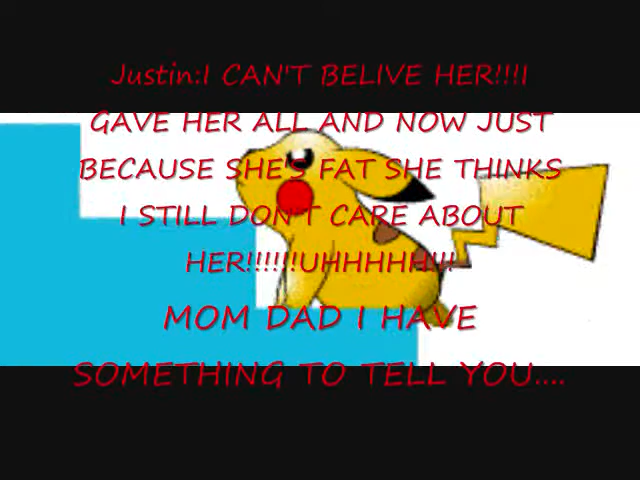 Justin:I CAN'T BELIVE HER!!!!I
GAVE HER ALL AND NOW JUST
BECAUSE SHE'S FAT SHE THINKS
I STILL DON'T CARE ABOUT
HER!!!!!!UHHHHH!!!
MOM DAD I HAVE
SOMETHING TO TELL YOU....